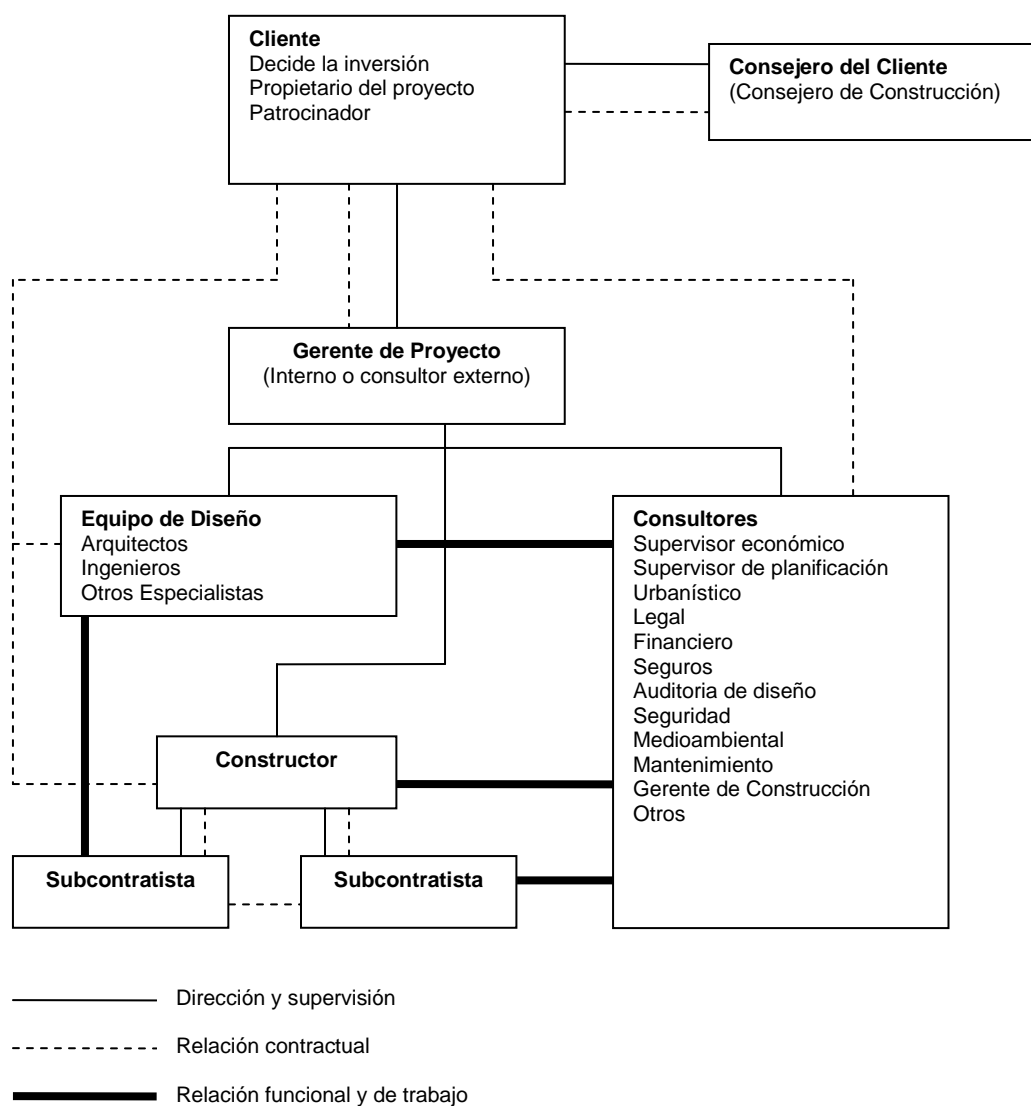 Cliente
Decide la inversión
Propietario del proyecto
Patrocinador
Consejero del Cliente
(Consejero de Construcción)
Gerente de Proyecto
(Interno o consultor externo)
Equipo de Diseño
Arquitectos
Ingenieros
Otros Especialistas
Consultores
Supervisor económico
Supervisor de planificación
Urbanístico
Legal
Financiero
Seguros
Auditoria de diseño
Seguridad
Medioambiental
Mantenimiento
Gerente de Construcción
Otros
Constructor
Subcontratista
Subcontratista
Dirección y supervisión
Relación contractual
Relación funcional y de trabajo